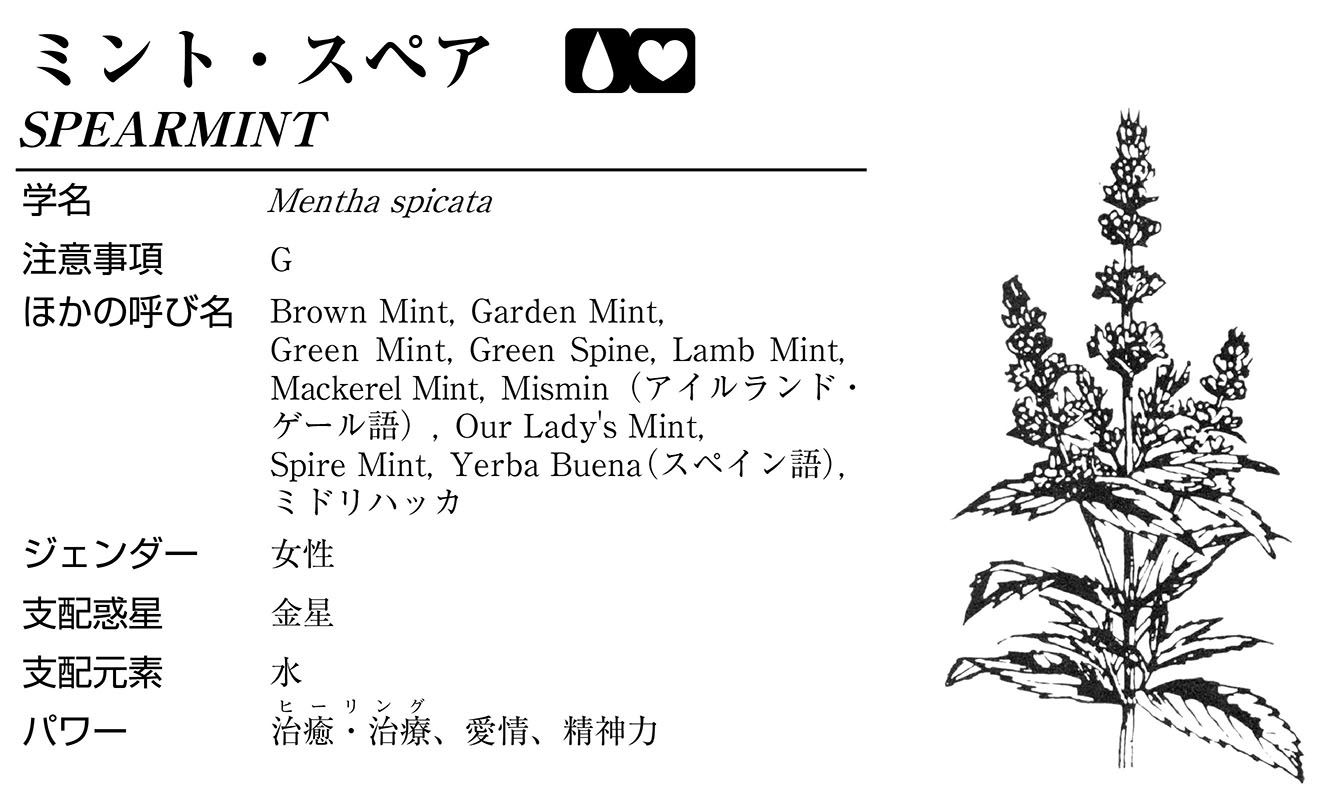 ミント・スペア
SPEARMINT
学名 Mentha spicata
注意事項 G
ほかの呼び名 Brown Mint, Garden Mint,
Green Mint, Green Spine, Lamb Mint,
Mackerel Mint, Mismin（アイルランド・
ゲール語）, Our Lady's Mint,
Spire Mint, Yerba Buena(スペイン語),
ミドリハッカ
ジェンダー 女性
支配惑星 金星
支配元素 水
ヒーリング
パワー 治癒・治療、愛情、精神力